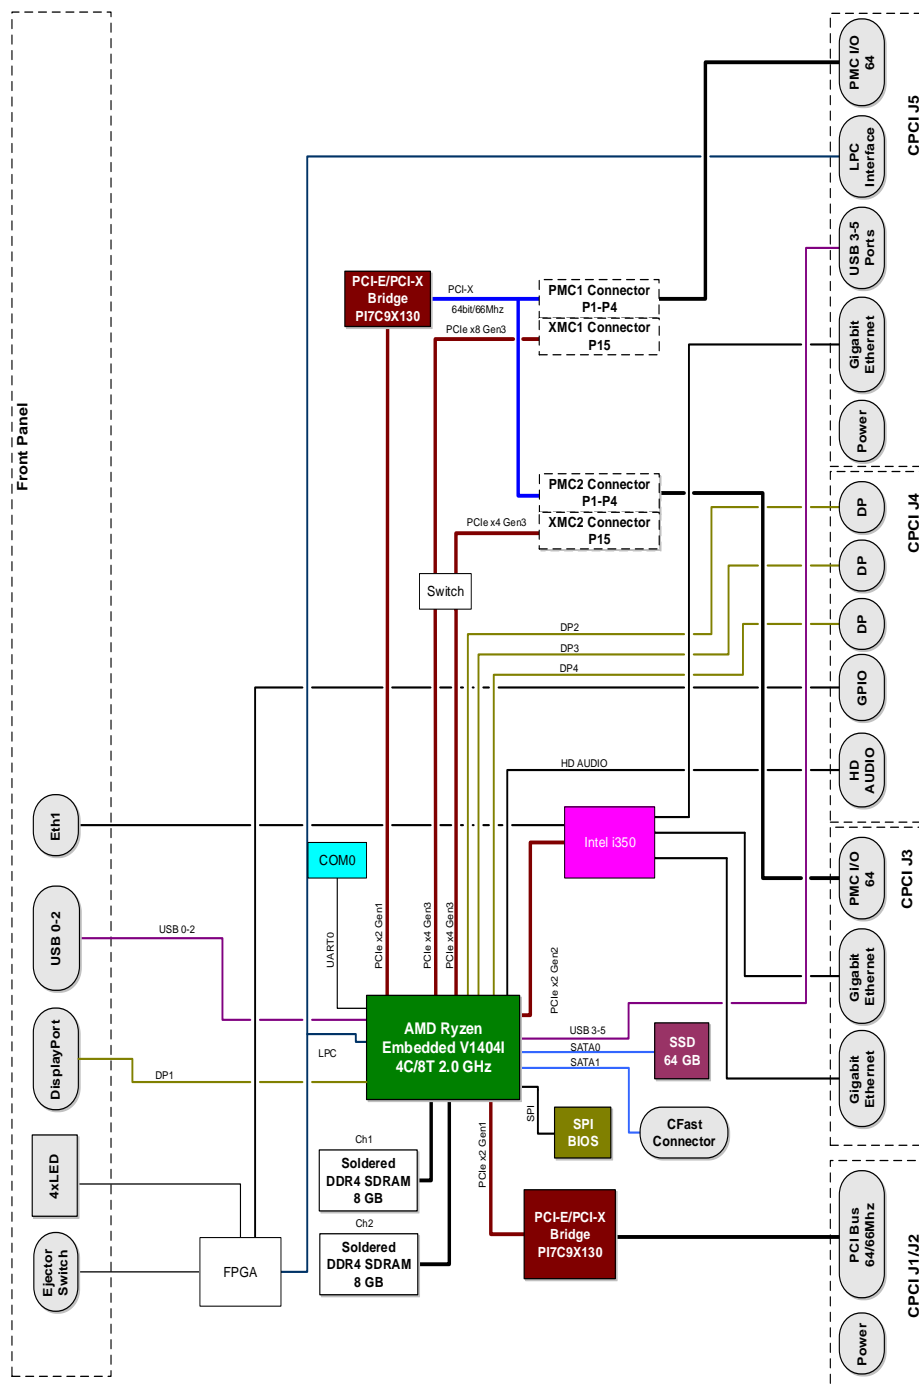 PMC I/O
64
CPCI J5
LPC
Interface
USB 3-5
Ports
Gigabit
Ethernet
Power
PCI-E/PCI-X
Bridge
PI7C9X130
PCI-X
64bit/66Mhz
PCIe x8 Gen3
PMC1 Connector
P1-P4
XMC1 Connector
P15
Front Panel
PMC2 Connector
P1-P4
XMC2 Connector
P15
PCIe x4 Gen3
CPCI J4
DP
DP
DP
GPIO
HD
AUDIO
Switch
DP2
DP3
DP4
HD AUDIO
Eth1
COM0
Intel i350
CPCI J3
PMC I/O
64
Gigabit
Ethernet
Gigabit
Ethernet
USB 0-2
USB 0-2
UART0
PCIe x2 Gen1
PCIe x4 Gen3
PCIe x4 Gen3
PCIe x2 Gen2
AMD Ryzen
Embedded V1404I
4C/8T 2.0 GHz
LPC
USB 3-5
SATA0
SATA1
SSD
64 GB
DisplayPort
DP1
SPI
SPI
BIOS
CFast
Connector
4xLED
Ch1
Soldered
DDR4 SDRAM
8 GB
PCIe x2 Gen1
Ch2
Soldered
DDR4 SDRAM
8 GB
PCI-E/PCI-X
Bridge
PI7C9X130
Ejector
Switch
FPGA
PCI Bus
64/66Mhz
CPCI J1/J2
Power